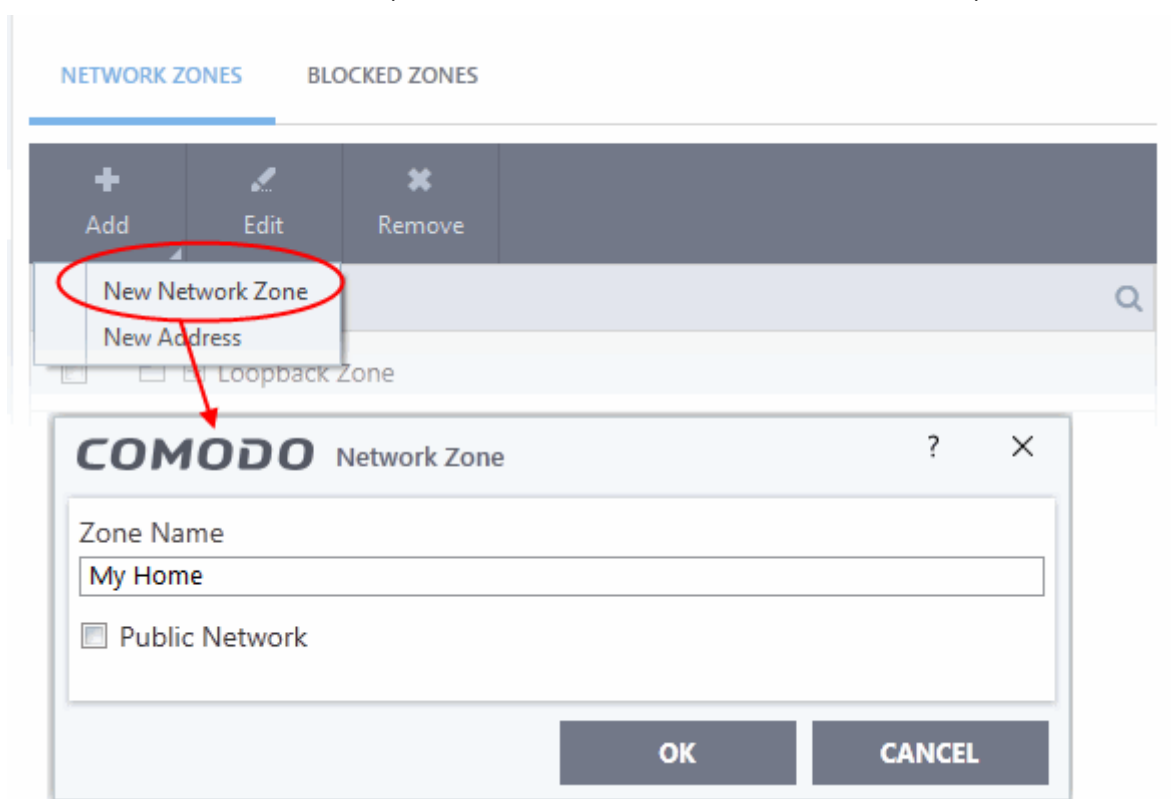 NETWORK ZONES BLOCKED ZONES
Add Edit Remove
New Network Zone
New Address
Loopback Zone
COMODO Network Zone ?
Zone Name
My Home
Public Network
OK CANCEL